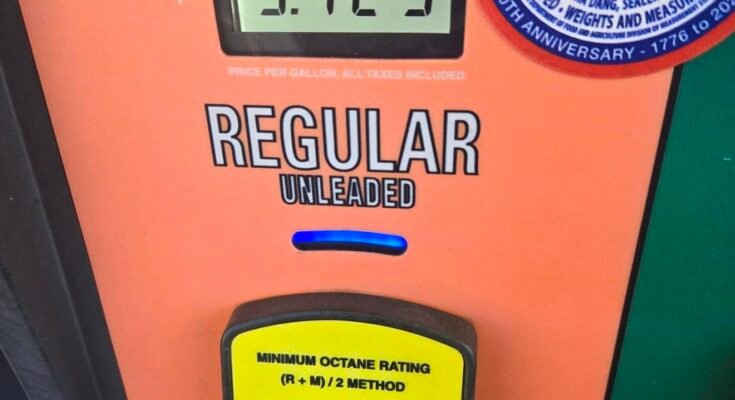 WEIGHTS AND MEASU
ANNIVERSARY - 1776 to 20
PRICE PER GALLON, ALL TAXES INCLUDED
REGULAR
UNLEADED
MINIMUM OCTANE RATING
(R + M) / 2 METHOD